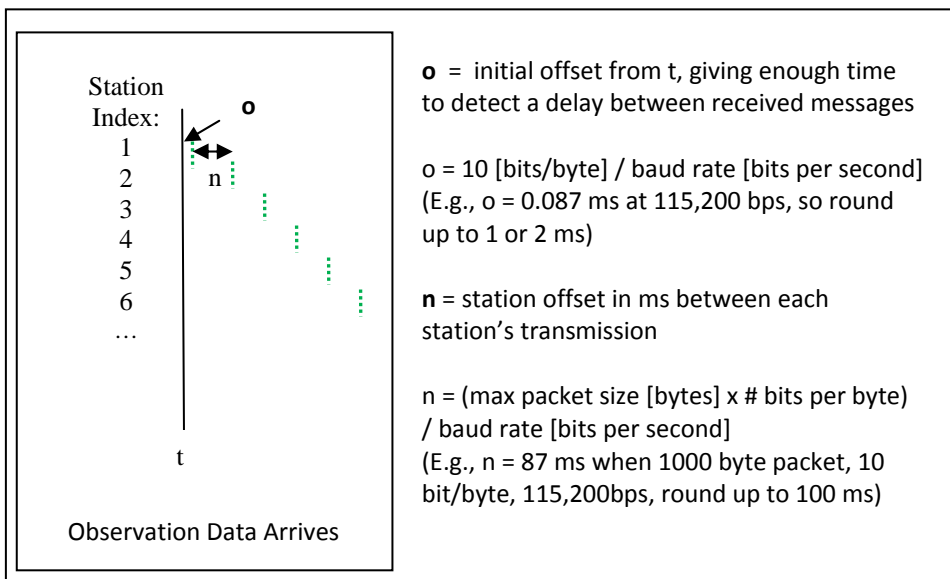 Station
Index:
o
1
2
n
3
4
5
6
…
t
Observation Data Arrives
o = initial offset from t, giving enough time
to detect a delay between received messages
o = 10 [bits/byte] / baud rate [bits per second]
(E.g., o = 0.087 ms at 115,200 bps, so round
up to 1 or 2 ms)
n = station offset in ms between each
station’s transmission
n = (max packet size [bytes] x # bits per byte)
/ baud rate [bits per second]
(E.g., n = 87 ms when 1000 byte packet, 10
bit/byte, 115,200bps, round up to 100 ms)